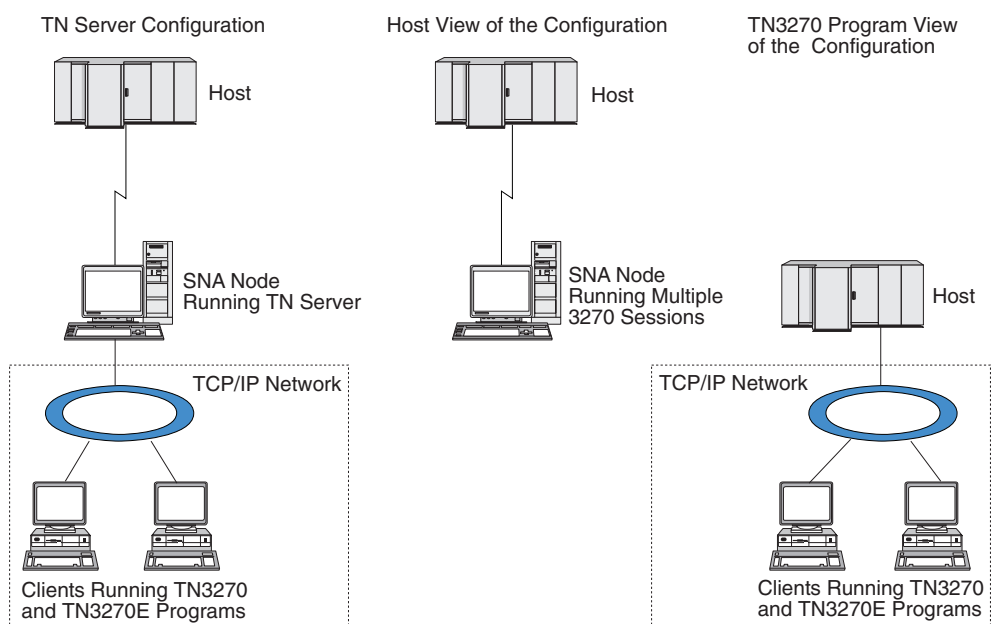 TN Server Configuration
Host View of the Configuration
TN3270 Program View
of the Configuration
Host
Host
SNA Node
Running TN Server
SNA Node
Running Multiple
3270 Sessions
Host
TCP/IP Network
TCP/IP Network
Clients Running TN3270
and TN3270E Programs
Clients Running TN3270
and TN3270E Programs